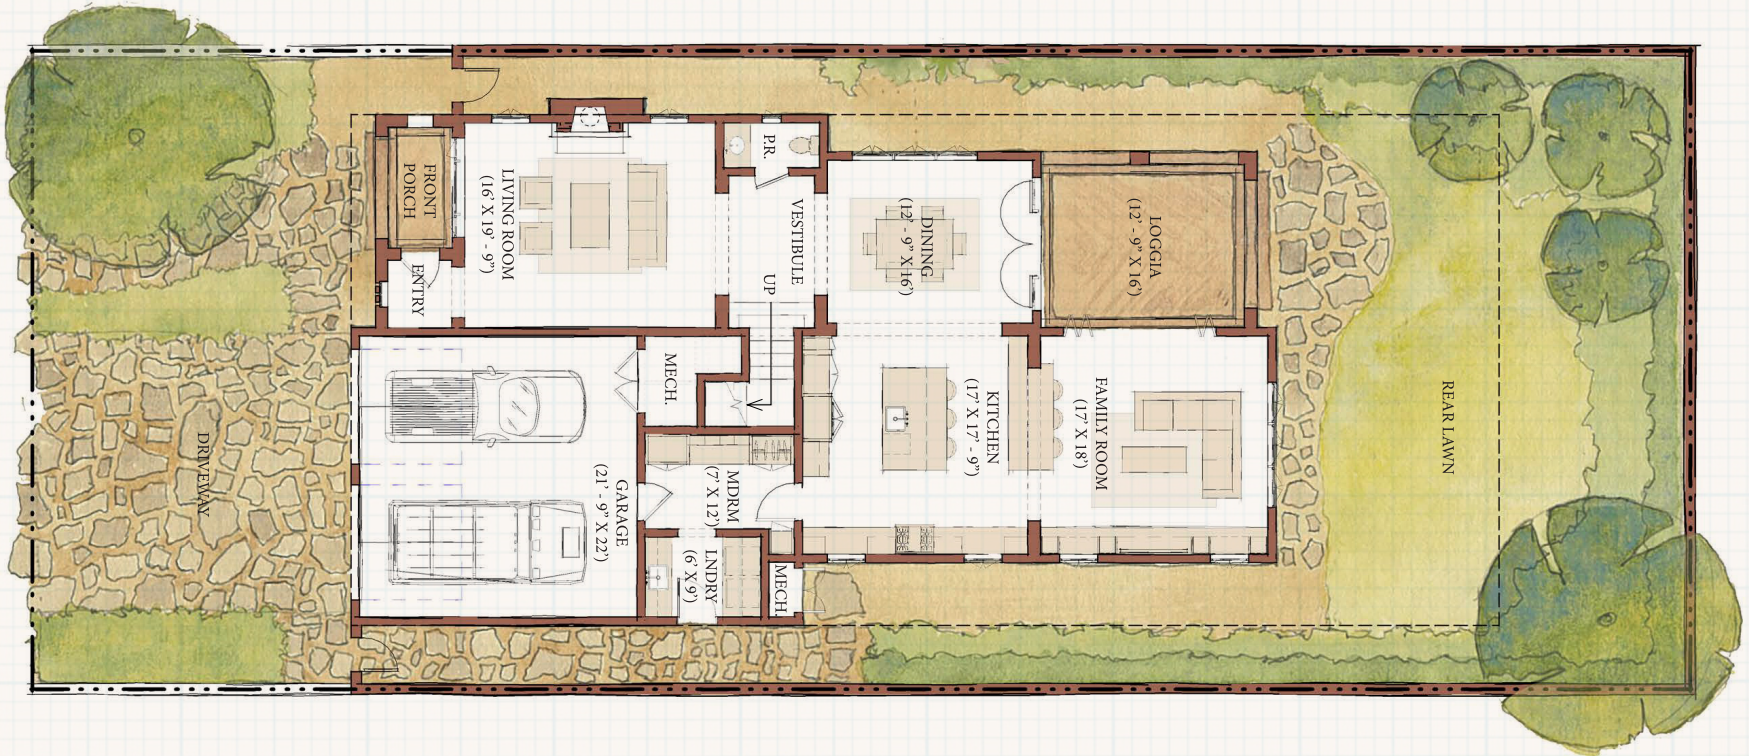 FRONT
PORCH
ENTRY
LIVING ROOM
(16' X 19' - 9")
P.R.
VESTIBULE
UP
DINING
(12' - 9" X 16')
LOGGIA
(12' - 9" X 16')
MECH.
KITCHEN
(17' X 17' - 9")
FAMILY ROOM
(17' X 18')
REAR LAWN
DRIVEWAY
GARAGE
(21' - 9" X 22')
MDRM
(7' X 12')
LNDRY
(6' X 9')
MECH.